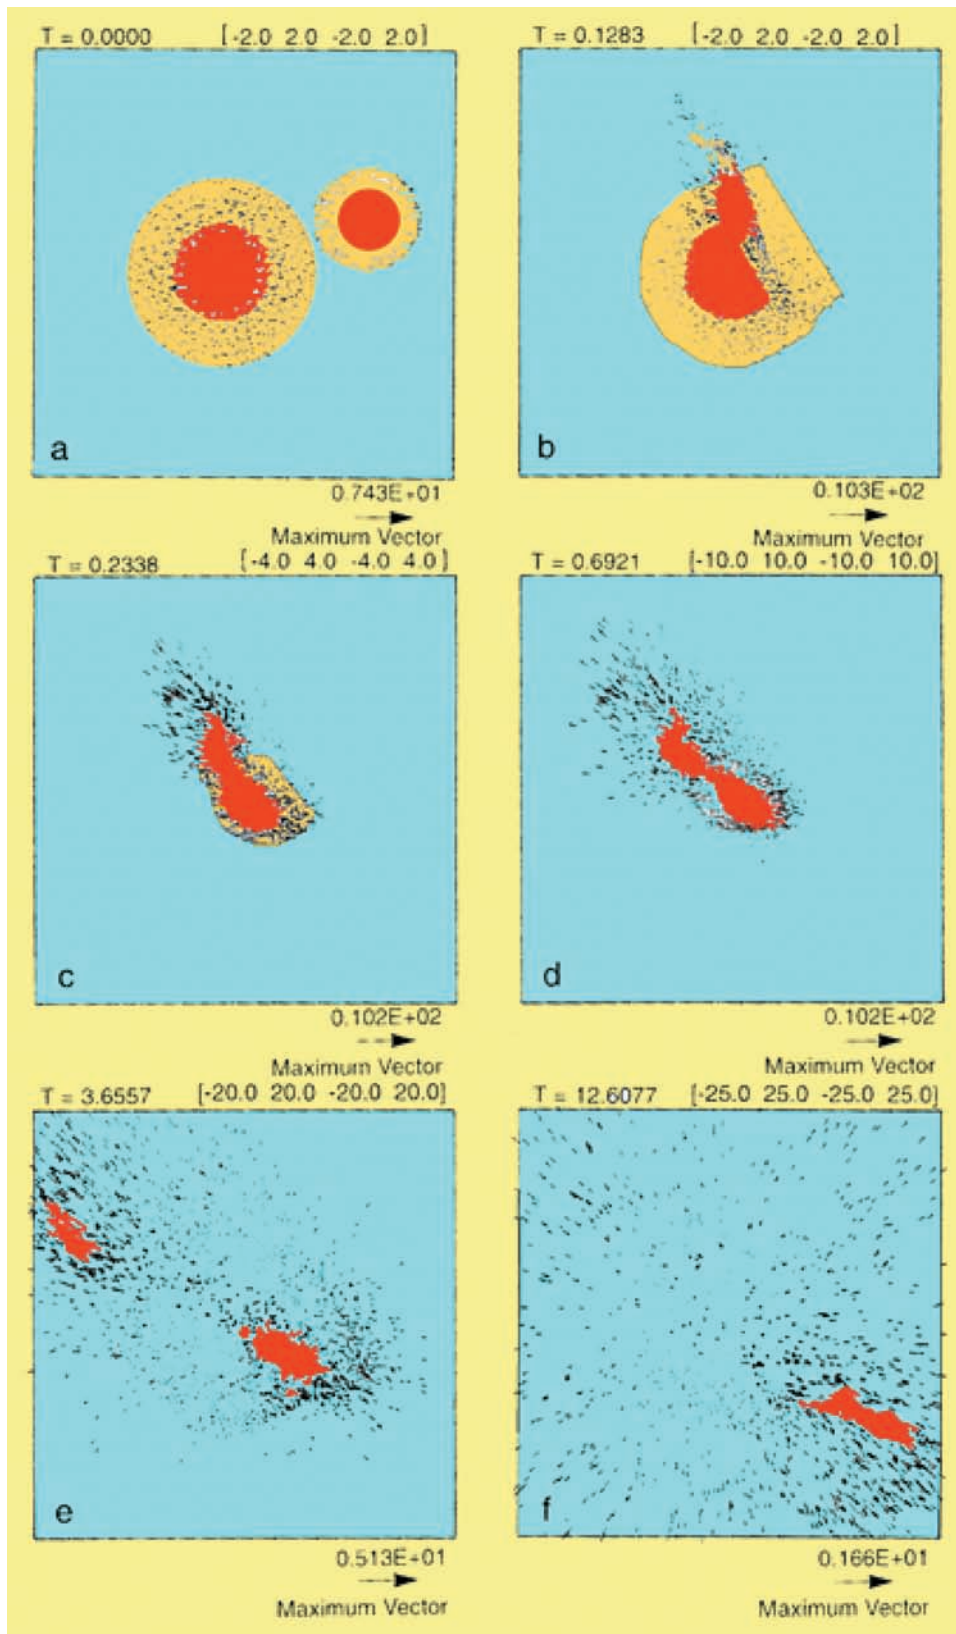 T = 0.0000 [-2.0 2.0 -2.0 2.0]
T = 0.1283 [-2.0 2.0 -2.0 2.0]
a
b
0.743E+01
Maximum Vector
0.103E+02
Maximum Vector
T = 0.2338 [-4.0 4.0 -4.0 4.0]
T = 0.6921 [-10.0 10.0 -10.0 10.0]
c
d
0.102E+02
Maximum Vector
0.102E+02
Maximum Vector
T = 3.6557 [-20.0 20.0 -20.0 20.0]
T = 12.6077 [-25.0 25.0 -25.0 25.0]
e
f
0.513E+01
Maximum Vector
0.166E+01
Maximum Vector